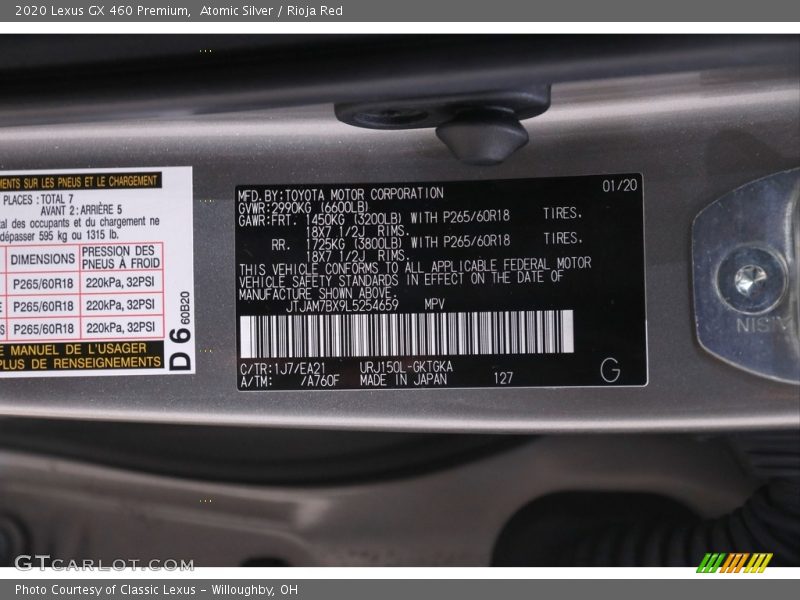 2020 Lexus GX 460 Premium,  Atomic Silver / Rioja Red
MENTS SUR LES PNEUS ET LE CHARGEMENT
PLACES : TOTAL 7
AVANT 2 : ARRIÈRE 5
tal des occupants et du chargement ne
dépasser 595 kg ou 1315 lb.
DIMENSIONS PRESSION DES PNEUS À FROID
P265/60R18 220kPa, 32PSI
P265/60R18 220kPa, 32PSI
P265/60R18 220kPa, 32PSI
E MANUEL DE L'USAGER
PLUS DE RENSEIGNEMENTS
D 6 60B20
01/20
MFD.BY:TOYOTA MOTOR CORPORATION
GVWR:2990KG (6600LB)
GAWR:FRT. 1450KG (3200LB) WITH P265/60R18 TIRES.
18X7 1/2J RIMS.
RR. 1725KG (3800LB) WITH P265/60R18 TIRES.
18X7 1/2J RIMS.
THIS VEHICLE CONFORMS TO ALL APPLICABLE FEDERAL MOTOR
VEHICLE SAFETY STANDARDS IN EFFECT ON THE DATE OF
MANUFACTURE SHOWN ABOVE.
JTJAM7BX9L5254659 MPV
C/TR:1J7/EA21 URJ150L-GKTGKA
A/TM: /A760F MADE IN JAPAN 127
G
GTcarlot.com
Photo Courtesy of Classic Lexus - Willoughby, OH